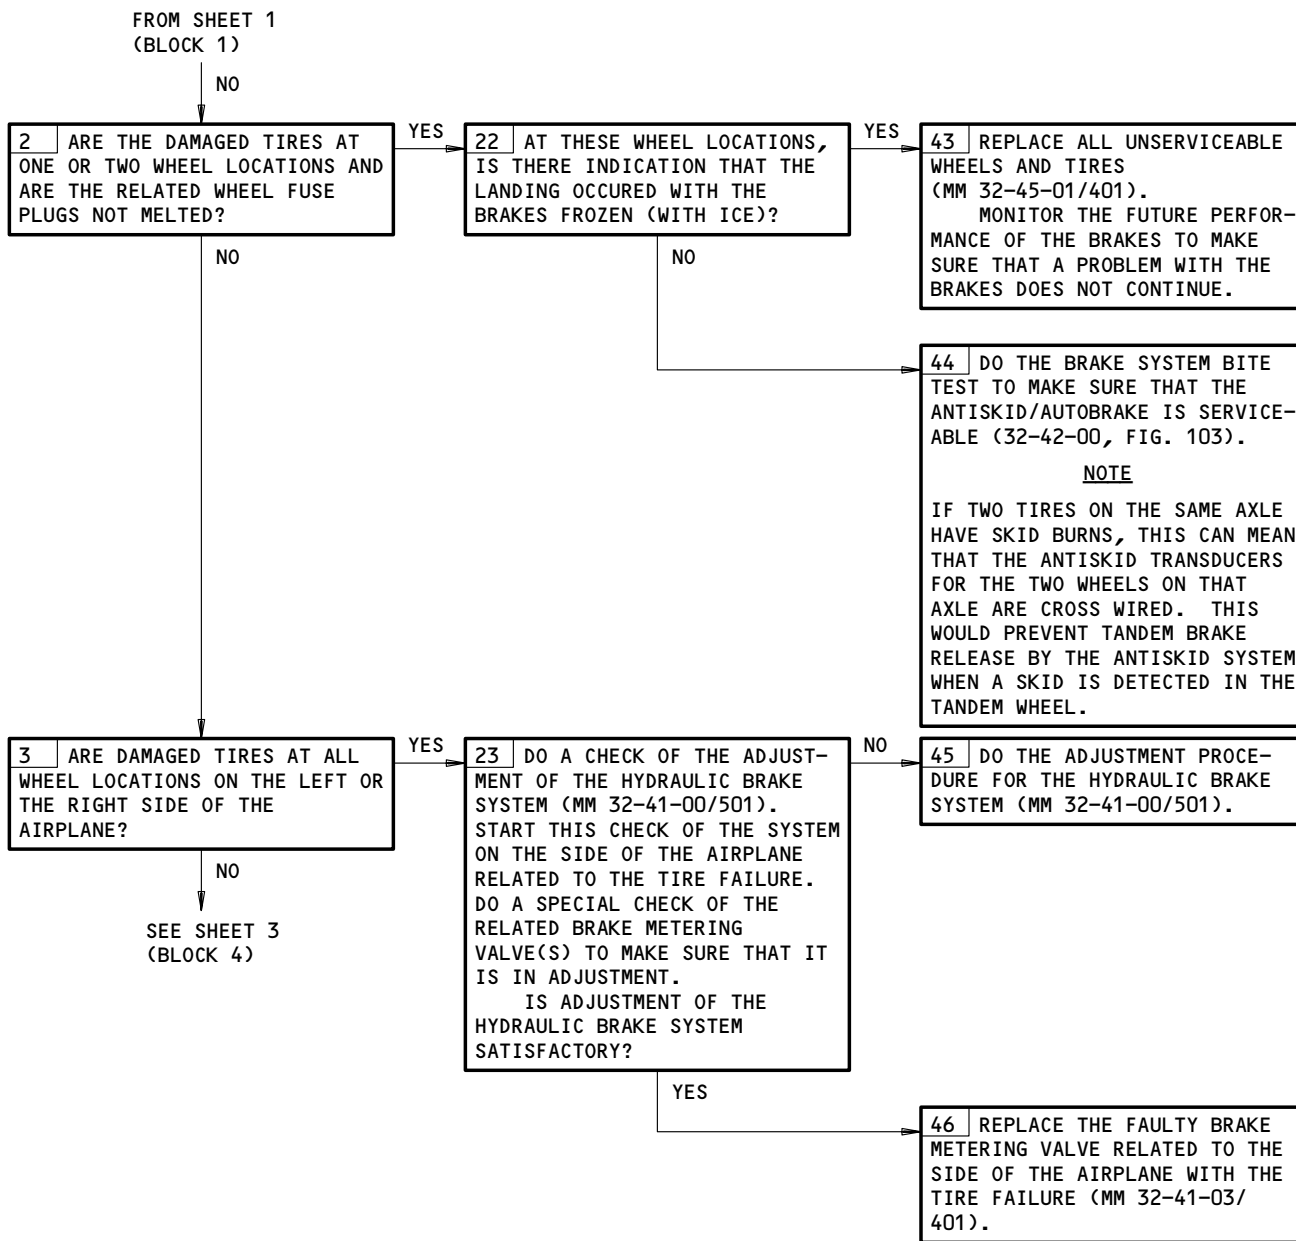 FROM SHEET 1
(BLOCK 1)
NO
2 ARE THE DAMAGED TIRES AT
ONE OR TWO WHEEL LOCATIONS AND
ARE THE RELATED WHEEL FUSE
PLUGS NOT MELTED?
YES
22 AT THESE WHEEL LOCATIONS,
IS THERE INDICATION THAT THE
LANDING OCCURED WITH THE
BRAKES FROZEN (WITH ICE)?
YES
43 REPLACE ALL UNSERVICEABLE
WHEELS AND TIRES
(MM 32-45-01/401).
MONITOR THE FUTURE PERFOR-
MANCE OF THE BRAKES TO MAKE
SURE THAT A PROBLEM WITH THE
BRAKES DOES NOT CONTINUE.
NO
NO
44 DO THE BRAKE SYSTEM BITE
TEST TO MAKE SURE THAT THE
ANTISKID/AUTOBRAKE IS SERVICE-
ABLE (32-42-00, FIG. 103).
NOTE
IF TWO TIRES ON THE SAME AXLE
HAVE SKID BURNS, THIS CAN MEAN
THAT THE ANTISKID TRANSDUCERS
FOR THE TWO WHEELS ON THAT
AXLE ARE CROSS WIRED. THIS
WOULD PREVENT TANDEM BRAKE
RELEASE BY THE ANTISKID SYSTEM
WHEN A SKID IS DETECTED IN THE
TANDEM WHEEL.
3 ARE DAMAGED TIRES AT ALL
WHEEL LOCATIONS ON THE LEFT OR
THE RIGHT SIDE OF THE
AIRPLANE?
YES
23 DO A CHECK OF THE ADJUST-
MENT OF THE HYDRAULIC BRAKE
SYSTEM (MM 32-41-00/501).
START THIS CHECK OF THE SYSTEM
ON THE SIDE OF THE AIRPLANE
RELATED TO THE TIRE FAILURE.
DO A SPECIAL CHECK OF THE
RELATED BRAKE METERING
VALVE(S) TO MAKE SURE THAT IT
IS IN ADJUSTMENT.
IS ADJUSTMENT OF THE
HYDRAULIC BRAKE SYSTEM
SATISFACTORY?
NO
45 DO THE ADJUSTMENT PROCE-
DURE FOR THE HYDRAULIC BRAKE
SYSTEM (MM 32-41-00/501).
NO
SEE SHEET 3
(BLOCK 4)
YES
46 REPLACE THE FAULTY BRAKE
METERING VALVE RELATED TO THE
SIDE OF THE AIRPLANE WITH THE
TIRE FAILURE (MM 32-41-03/
401).